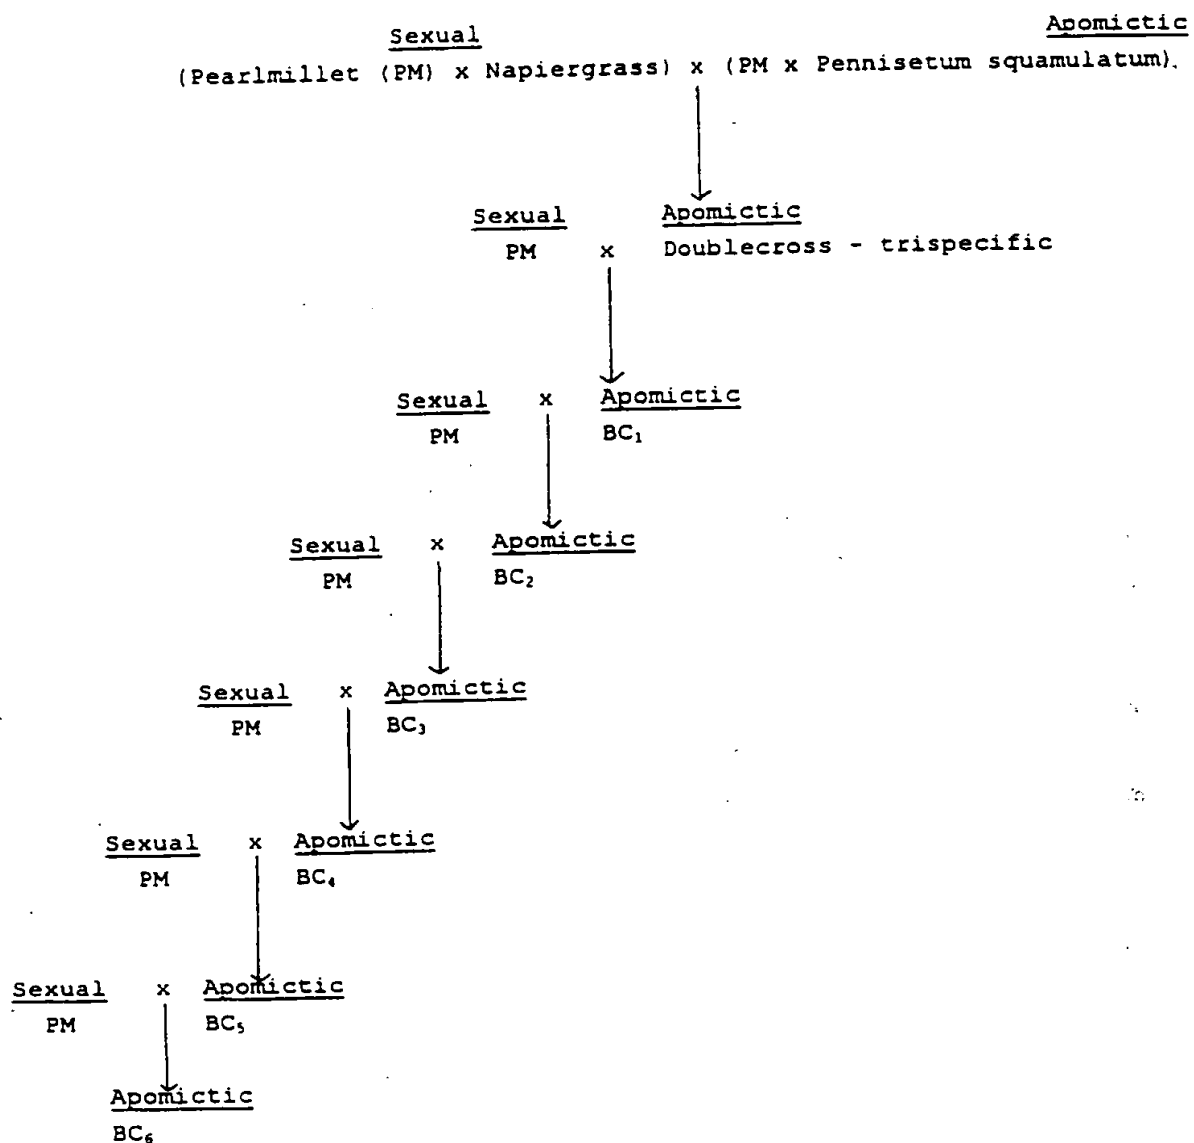 Sexual Apomictic
(Pearlmillet (PM) x Napiergrass) x (PM x Pennisetum squamulatum).
Sexual Apomictic
PM x Doublecross - trispecific
Sexual x Apomictic
PM BC₁
Sexual x Apomictic
PM BC₂
Sexual x Apomictic
PM BC₃
Sexual x Apomictic
PM BC₄
Sexual x Apomictic
PM BC₅
Apomictic
BC₆